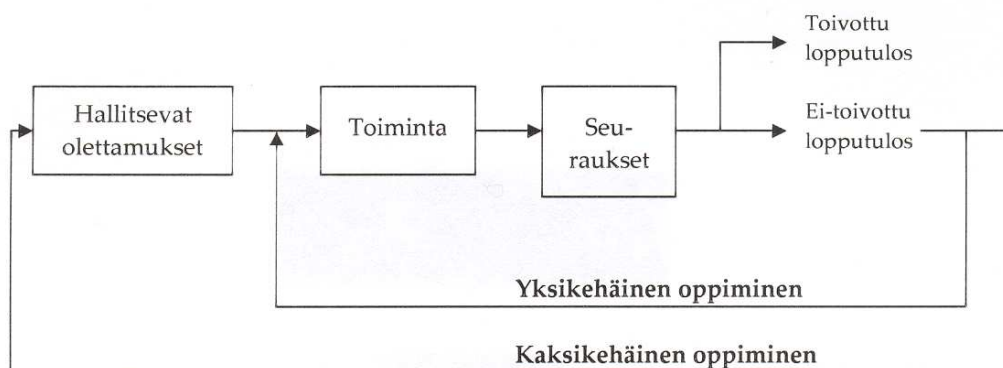 Toivottu
lopputulos
Hallitsevat
olettamukset
Toiminta
Seu-
raukset
Ei-toivottu
lopputulos
Yksikehäinen oppiminen
Kaksikehäinen oppiminen